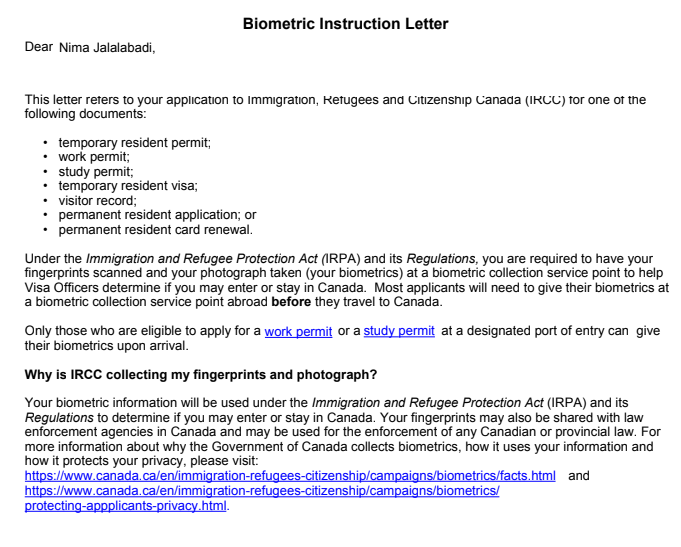 Biometric Instruction Letter
Dear Nima Jalalabadi,
This letter refers to your application to Immigration, Refugees and Citizenship Canada (IRCC) for one of the
following documents:
• temporary resident permit;
• work permit;
• study permit;
• temporary resident visa;
• visitor record;
• permanent resident application; or
• permanent resident card renewal.
Under the Immigration and Refugee Protection Act (IRPA) and its Regulations, you are required to have your
fingerprints scanned and your photograph taken (your biometrics) at a biometric collection service point to help
Visa Officers determine if you may enter or stay in Canada. Most applicants will need to give their biometrics at
a biometric collection service point abroad before they travel to Canada.
Only those who are eligible to apply for a work permit or a study permit at a designated port of entry can give
their biometrics upon arrival.
Why is IRCC collecting my fingerprints and photograph?
Your biometric information will be used under the Immigration and Refugee Protection Act (IRPA) and its
Regulations to determine if you may enter or stay in Canada. Your fingerprints may also be shared with law
enforcement agencies in Canada and may be used for the enforcement of any Canadian or provincial law. For
more information about why the Government of Canada collects biometrics, how it uses your information and
how it protects your privacy, please visit:
https://www.canada.ca/en/immigration-refugees-citizenship/campaigns/biometrics/facts.html and
https://www.canada.ca/en/immigration-refugees-citizenship/campaigns/biometrics/
protecting-appplicants-privacy.html.